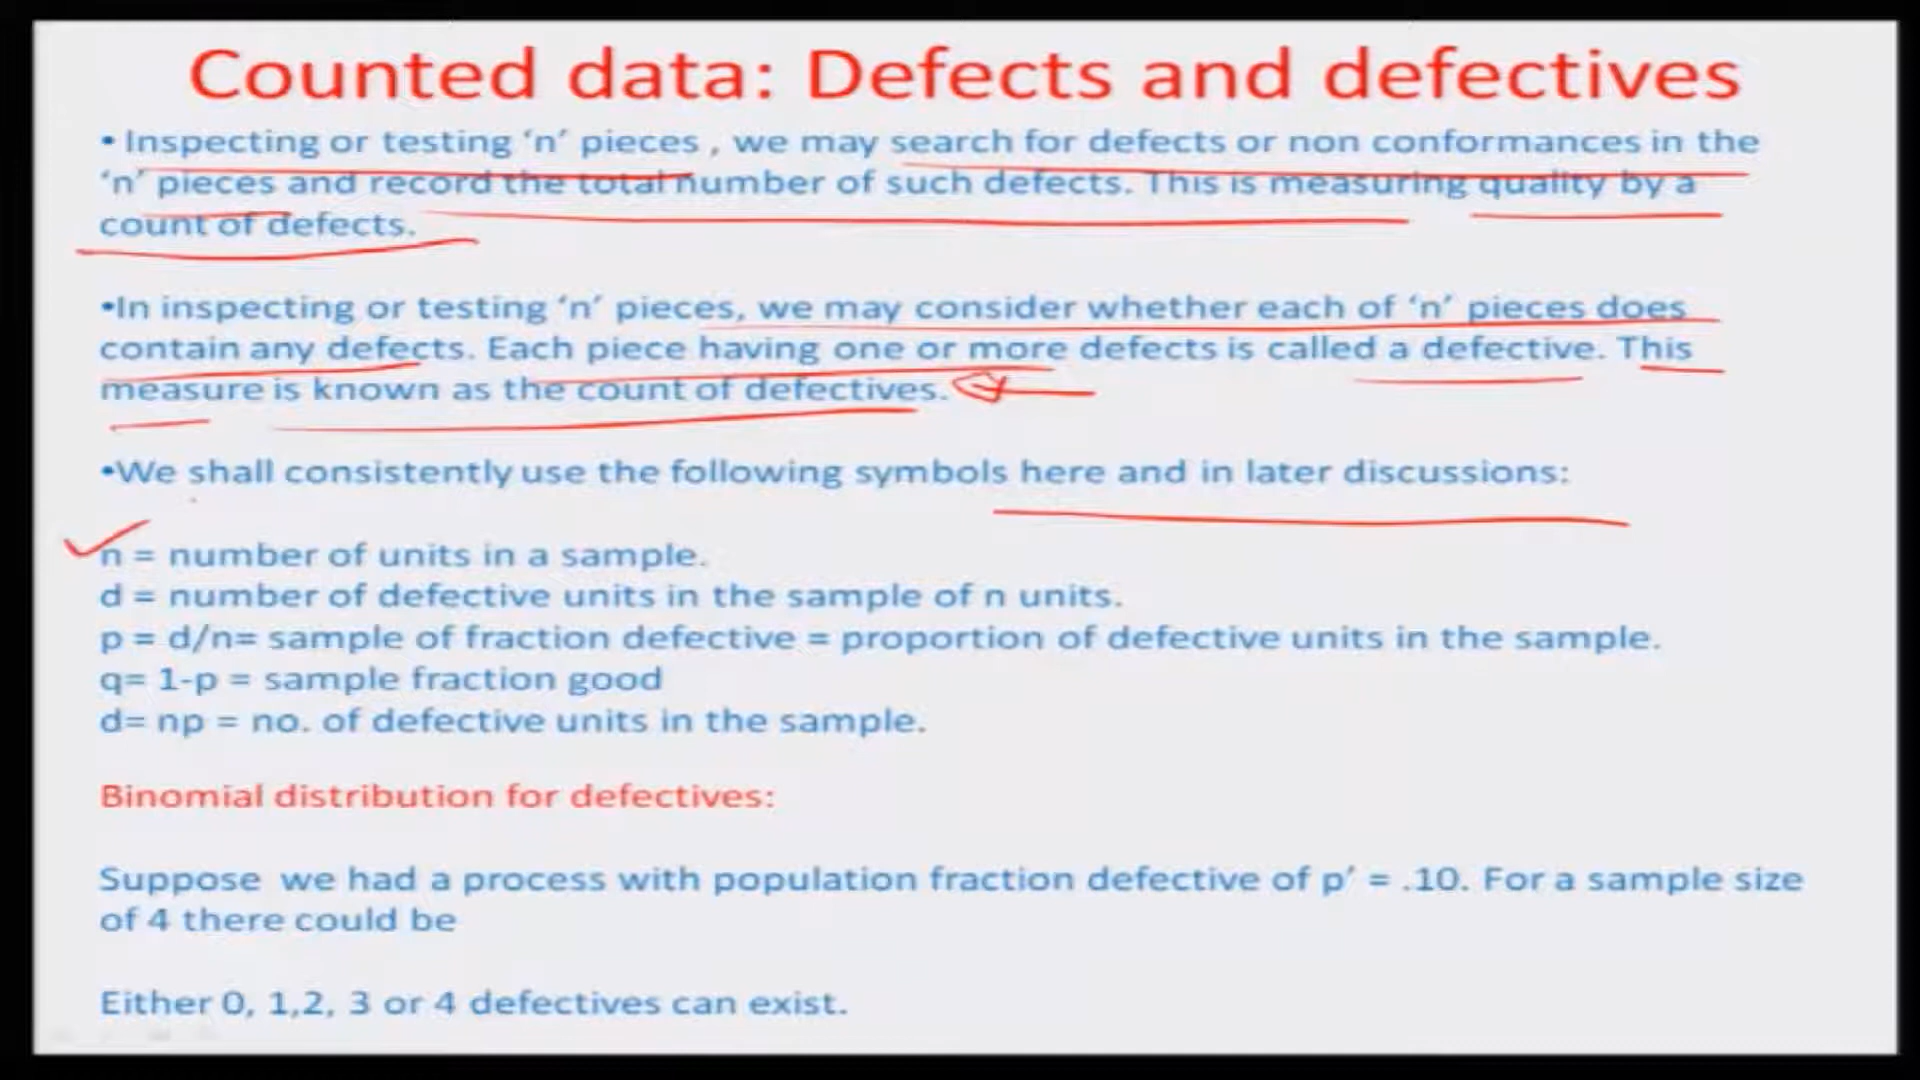 Counted data: Defects and defectives
• Inspecting or testing ‘n’ pieces , we may search for defects or non conformances in the
‘n’ pieces and record the total number of such defects. This is measuring quality by a
count of defects.
•In inspecting or testing ‘n’ pieces, we may consider whether each of ‘n’ pieces does
contain any defects. Each piece having one or more defects is called a defective. This
measure is known as the count of defectives.
•We shall consistently use the following symbols here and in later discussions:
n = number of units in a sample.
d = number of defective units in the sample of n units.
p = d/n= sample of fraction defective = proportion of defective units in the sample.
q= 1-p = sample fraction good
d= np = no. of defective units in the sample.
Binomial distribution for defectives:
Suppose we had a process with population fraction defective of p’ = .10. For a sample size
of 4 there could be
Either 0, 1,2, 3 or 4 defectives can exist.